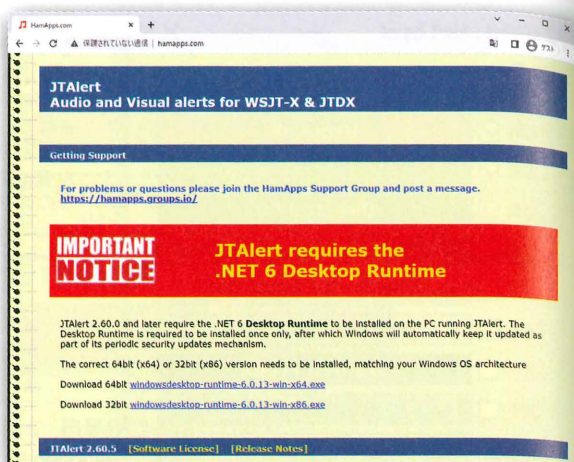 HamApps.com
保護されていない通信 | hamapps.com
ゲスト
JTAlert
Audio and Visual alerts for WSJT-X & JTDX
Getting Support
For problems or questions please join the HamApps Support Group and post a message.
https://hamapps.groups.io/
IMPORTANT
NOTICE
JTAlert requires the
.NET 6 Desktop Runtime
JTAlert 2.60.0 and later require the .NET 6 Desktop Runtime to be installed on the PC running JTAlert. The
Desktop Runtime is required to be installed once only, after which Windows will automatically keep it updated as
part of its periodic security updates mechanism.
The correct 64bit (x64) or 32bit (x86) version needs to be installed, matching your Windows OS architecture
Download 64bit windowsdesktop-runtime-6.0.13-win-x64.exe
Download 32bit windowsdesktop-runtime-6.0.13-win-x86.exe
JTAlert 2.60.5 [Software License] [Release Notes]